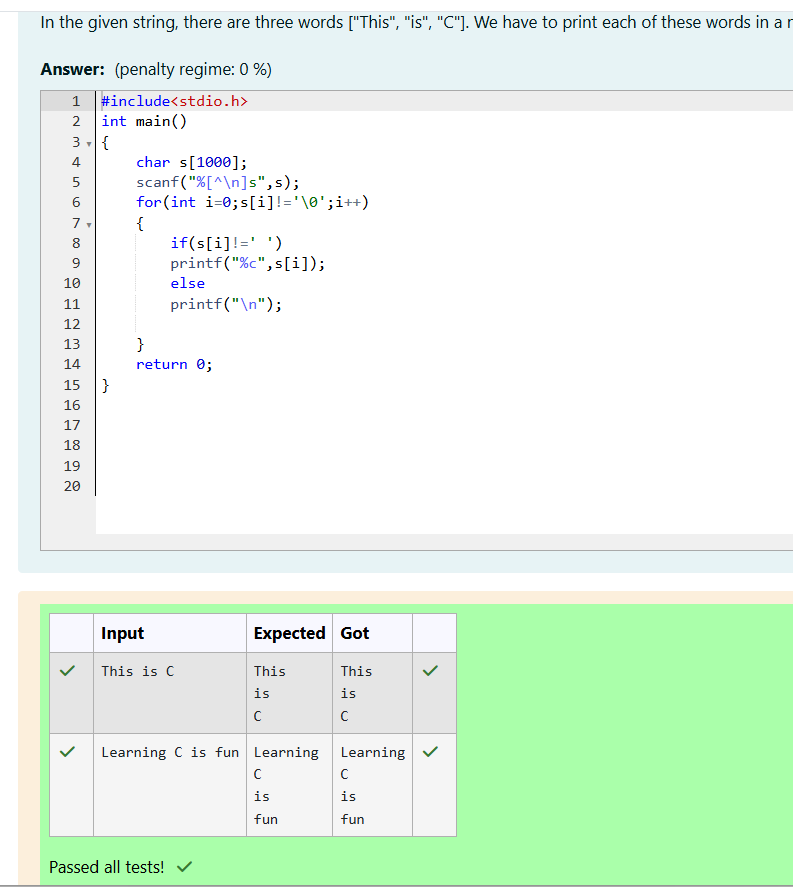 In the given string, there are three words ["This", "is", "C"]. We have to print each of these words in a
Answer: (penalty regime: 0 %)
1 #include<stdio.h>
2 int main()
3 {
4     char s[1000];
5     scanf("%[^\n]s",s);
6     for(int i=0;s[i]!='\0';i++)
7     {
8         if(s[i]!=' ')
9         printf("%c",s[i]);
10         else
11         printf("\n");
12
13     }
14     return 0;
15 }
16
17
18
19
20
Input Expected Got
This is C This This
is is
C C
Learning C is fun Learning Learning
C C
is is
fun fun
Passed all tests!